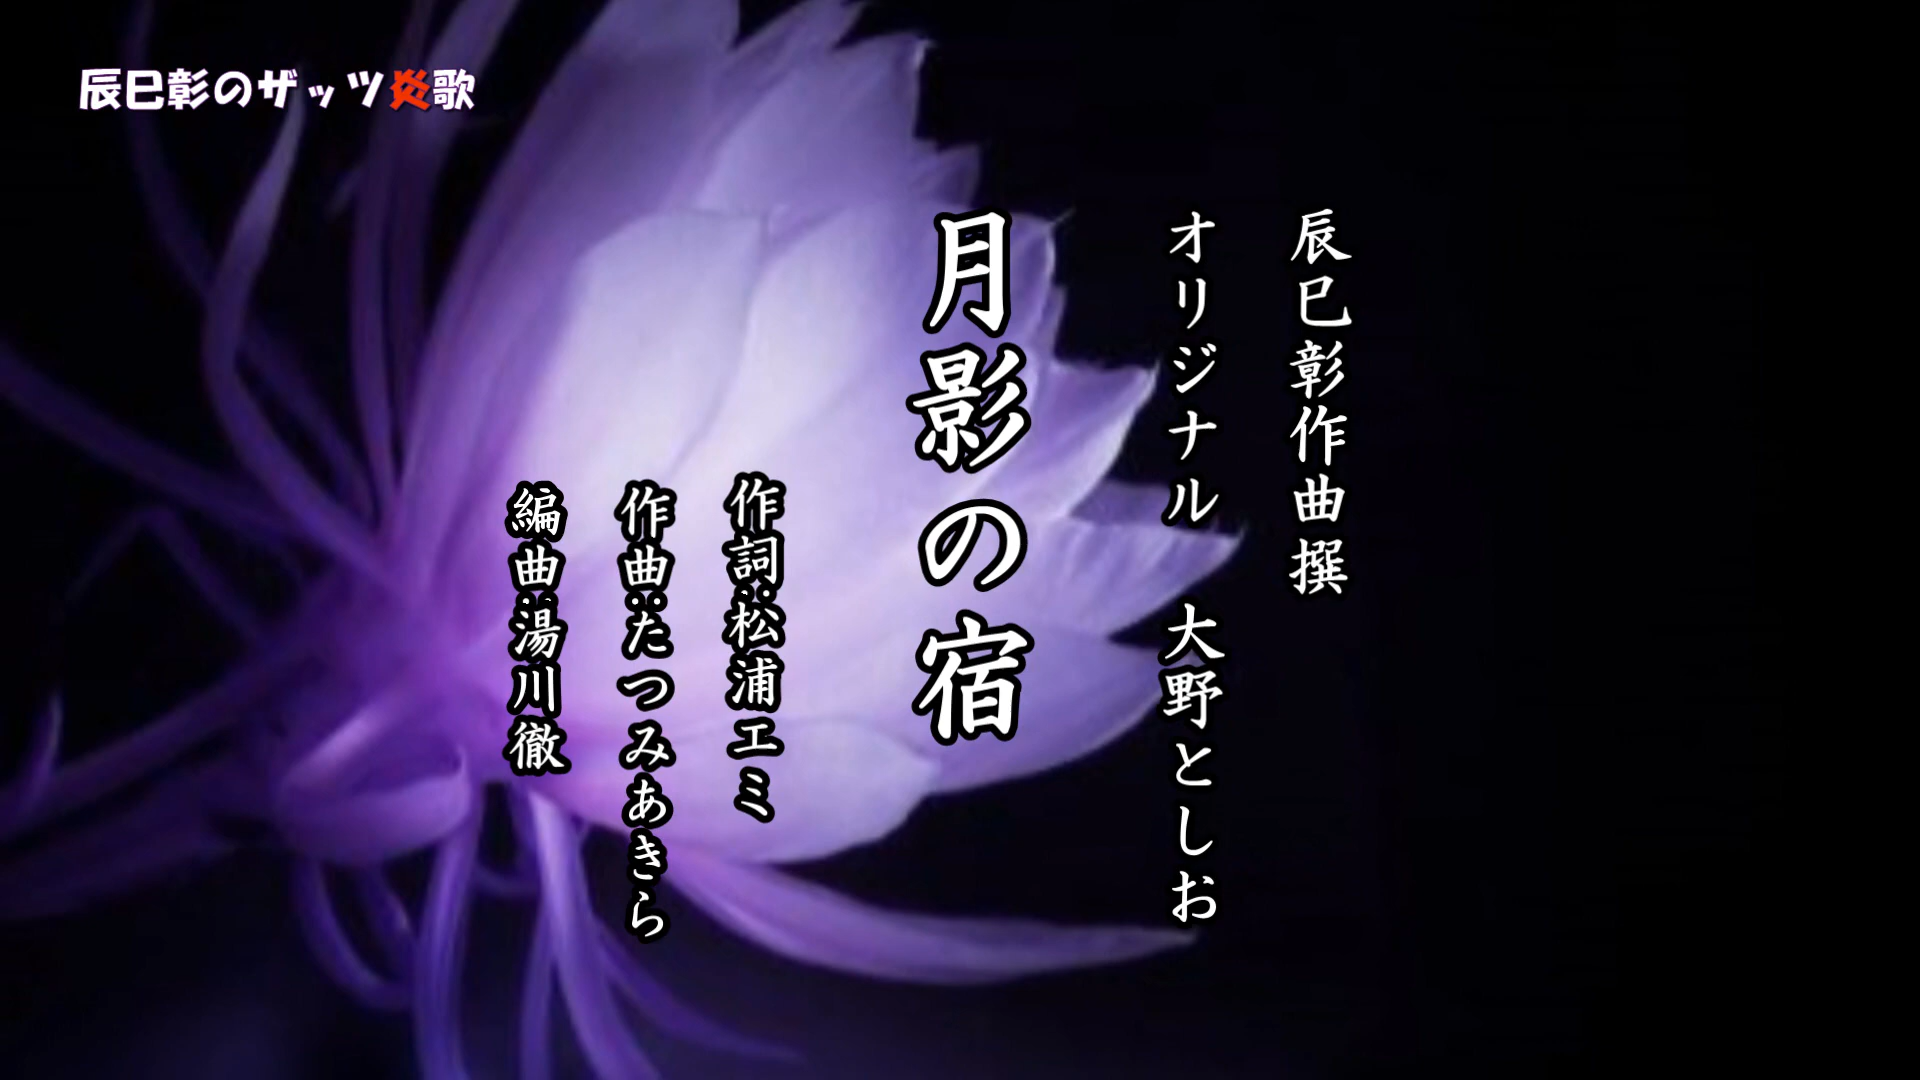 辰巳彰のザッツ炎歌
辰巳彰作曲撰
オリジナル 大野としお
月影の宿
作詞:松浦エミ
作曲:たつみあきら
編曲:湯川徹